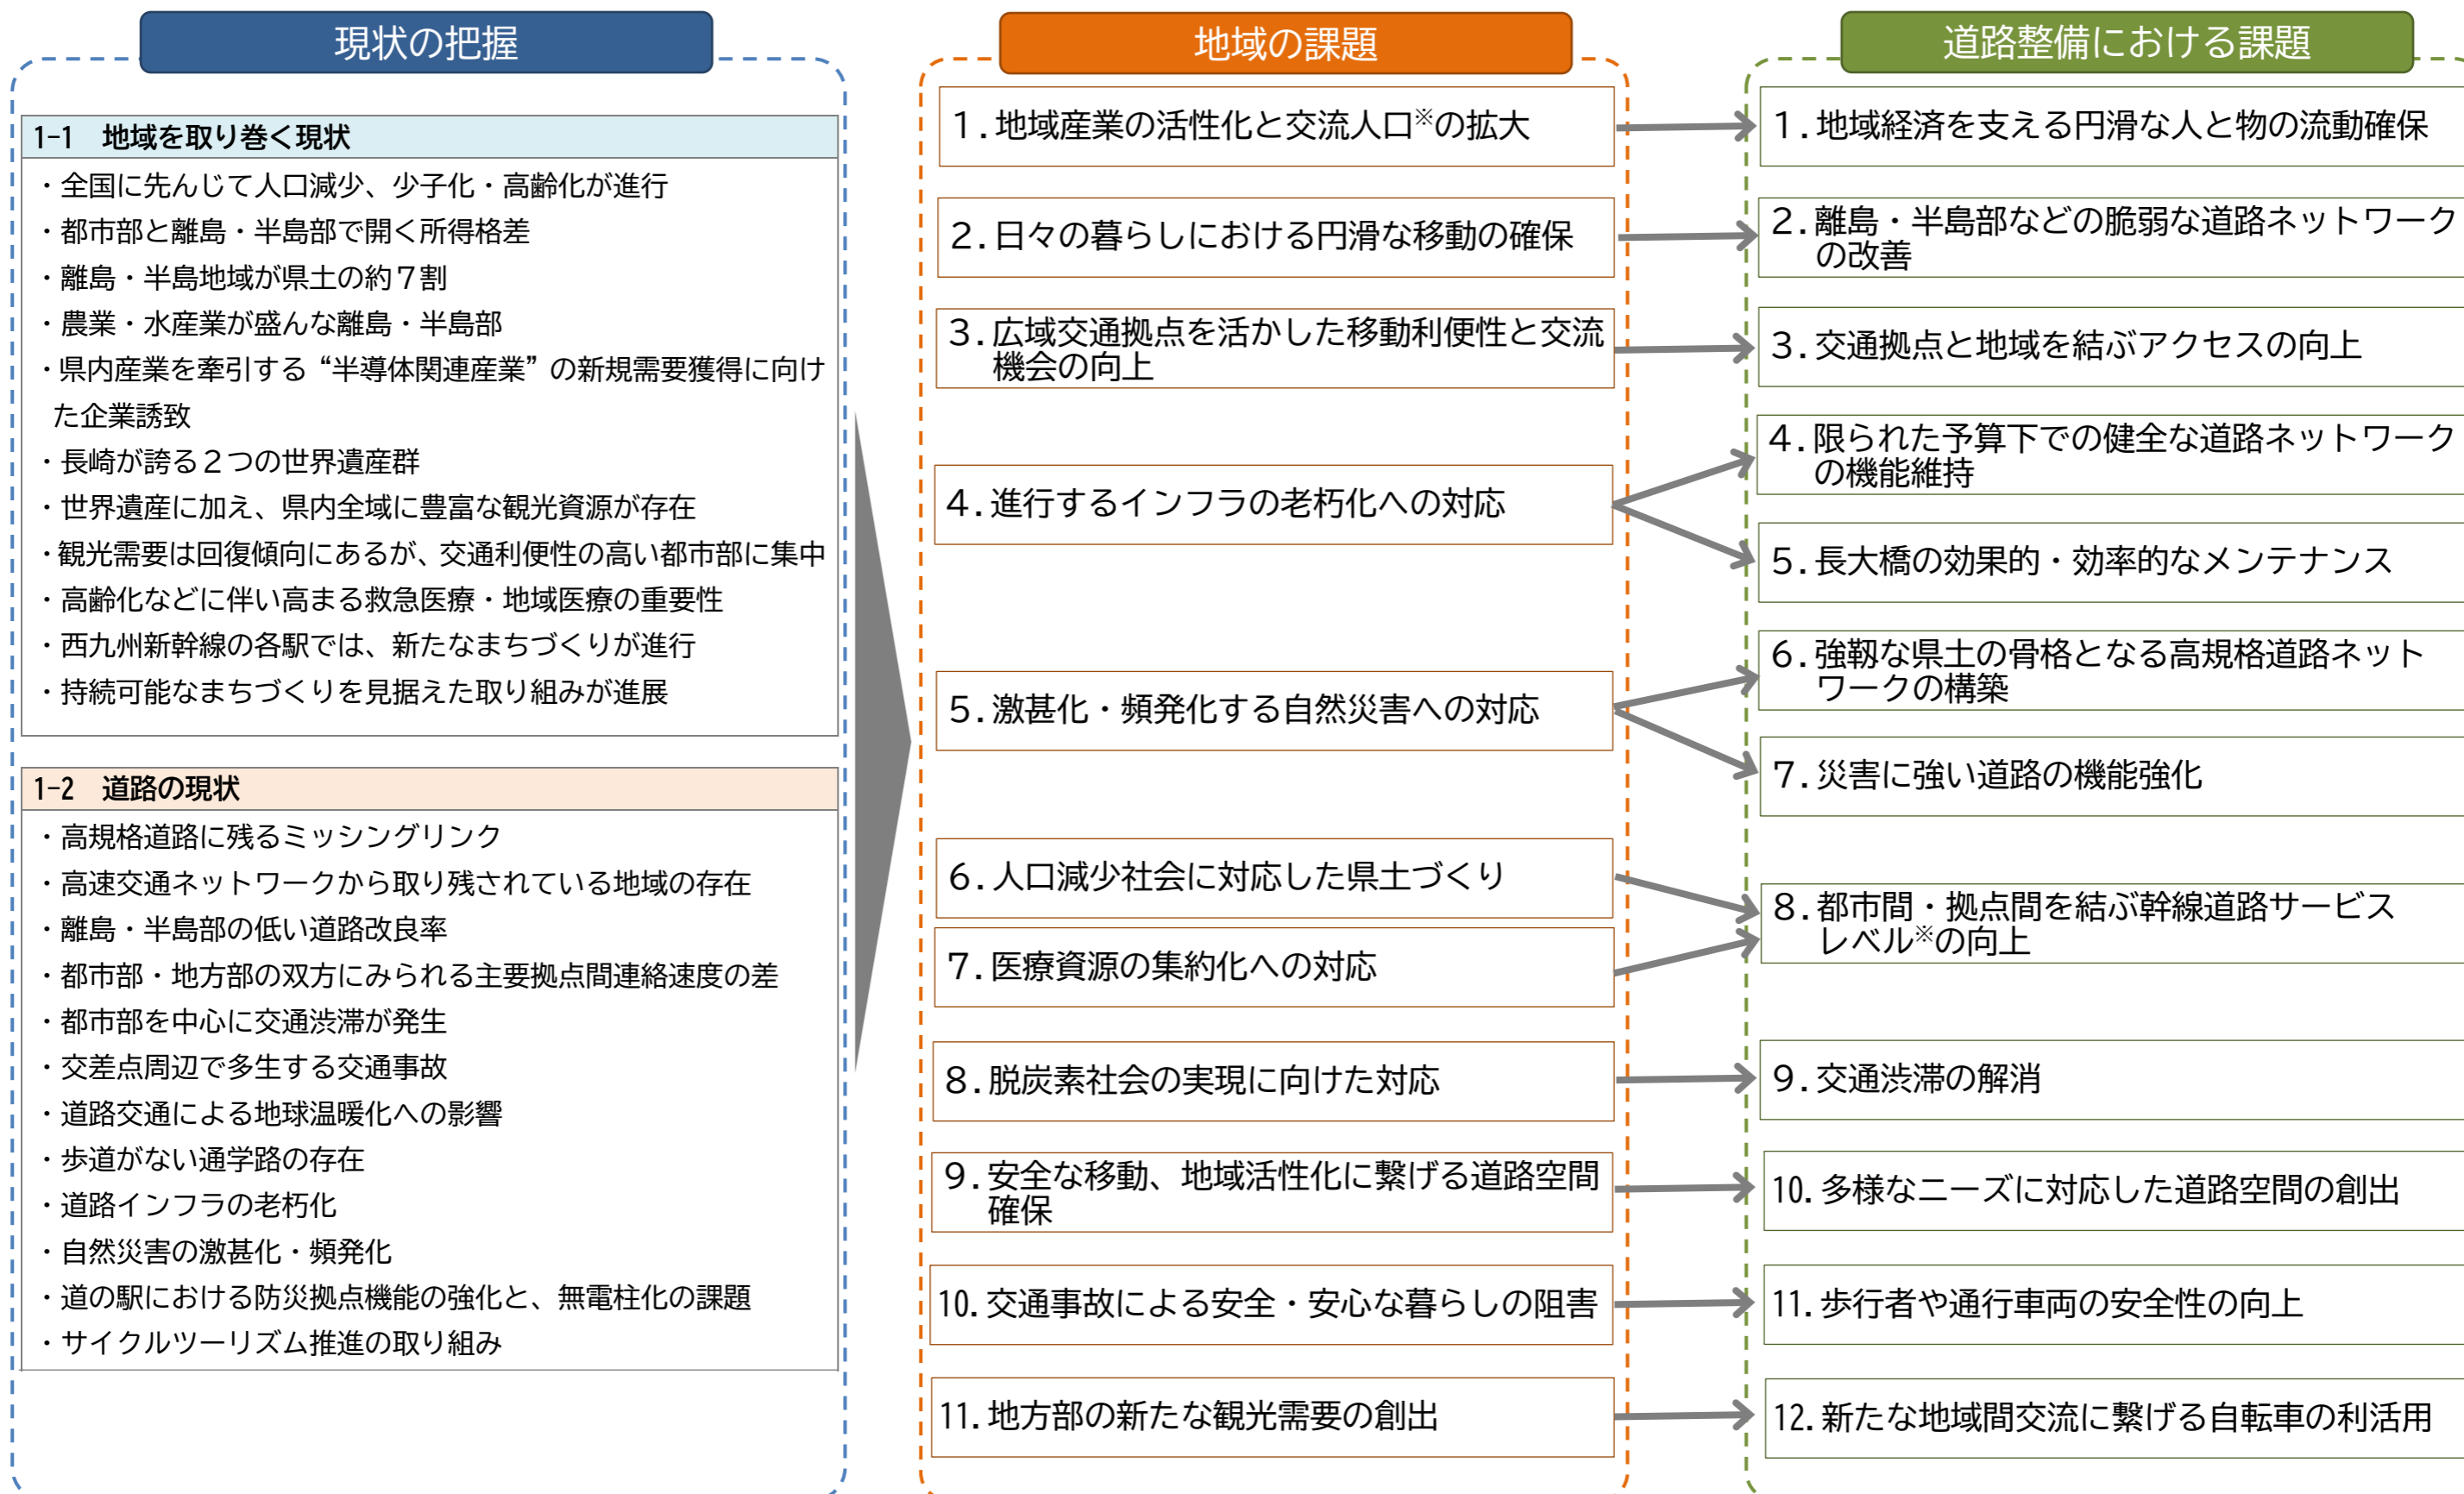 現状の把握
1-1 地域を取り巻く現状
・全国に先んじて人口減少、少子化・高齢化が進行
・都市部と離島・半島部で開く所得格差
・離島・半島地域が県土の約７割
・農業・水産業が盛んな離島・半島部
・県内産業を牽引する“半導体関連産業”の新規需要獲得に向け
た企業誘致
・長崎が誇る２つの世界遺産群
・世界遺産に加え、県内全域に豊富な観光資源が存在
・観光需要は回復傾向にあるが、交通利便性の高い都市部に集中
・高齢化などに伴い高まる救急医療・地域医療の重要性
・西九州新幹線の各駅では、新たなまちづくりが進行
・持続可能なまちづくりを見据えた取り組みが進展
1-2 道路の現状
・高規格道路に残るミッシングリンク
・高速交通ネットワークから取り残されている地域の存在
・離島・半島部の低い道路改良率
・都市部・地方部の双方にみられる主要拠点間連絡速度の差
・都市部を中心に交通渋滞が発生
・交差点周辺で多生する交通事故
・道路交通による地球温暖化への影響
・歩道がない通学路の存在
・道路インフラの老朽化
・自然災害の激甚化・頻発化
・道の駅における防災拠点機能の強化と、無電柱化の課題
・サイクルツーリズム推進の取り組み
地域の課題
１．地域産業の活性化と交流人口※の拡大
２．日々の暮らしにおける円滑な移動の確保
３．広域交通拠点を活かした移動利便性と交流
機会の向上
４．進行するインフラの老朽化への対応
５．激甚化・頻発化する自然災害への対応
６．人口減少社会に対応した県土づくり
７．医療資源の集約化への対応
８．脱炭素社会の実現に向けた対応
９．安全な移動、地域活性化に繋げる道路空間
確保
10．交通事故による安全・安心な暮らしの阻害
11．地方部の新たな観光需要の創出
道路整備における課題
１．地域経済を支える円滑な人と物の流動確保
２．離島・半島部などの脆弱な道路ネットワーク
の改善
３．交通拠点と地域を結ぶアクセスの向上
４．限られた予算下での健全な道路ネットワーク
の機能維持
５．長大橋の効果的・効率的なメンテナンス
６．強靱な県土の骨格となる高規格道路ネット
ワークの構築
７．災害に強い道路の機能強化
８．都市間・拠点間を結ぶ幹線道路サービス
レベル※の向上
９．交通渋滞の解消
10．多様なニーズに対応した道路空間の創出
11．歩行者や通行車両の安全性の向上
12．新たな地域間交流に繋げる自転車の利活用